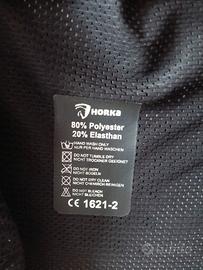 HORKA
80% Polyester
20% Elasthan
HAND WASH ONLY
NUR PER HAND WASCHEN
DO NOT TUMBLE DRY
NICHT TROCKNER GEEIGNET
DO NOT IRON
NICHT BÜGELN
DO NOT DRY CLEAN
NICHT CHEMISCH REINIGEN
DO NOT BLEACH
NICHT BLEICHEN
CE 1621-2